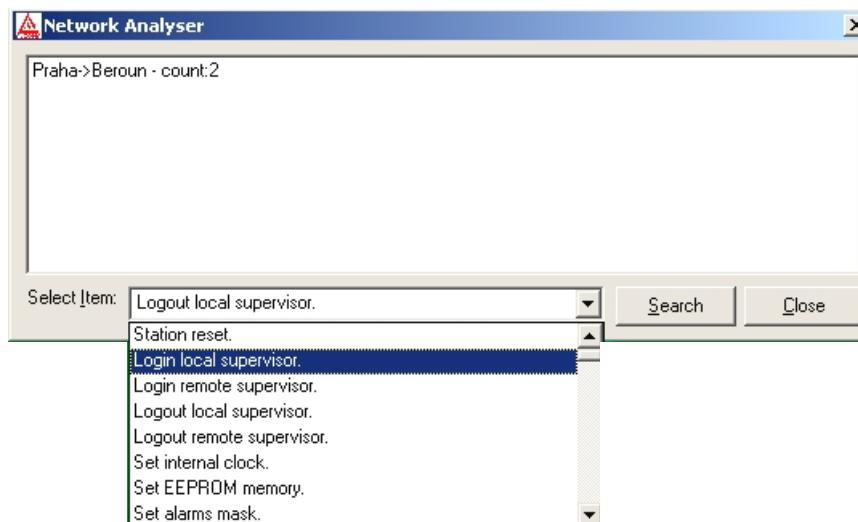 Network Analyser
Praha->Beroun - count:2
Select Item: Logout local supervisor. Search Close
Station reset.
Login local supervisor.
Login remote supervisor.
Logout local supervisor.
Logout remote supervisor.
Set internal clock.
Set EEPROM memory.
Set alarms mask.